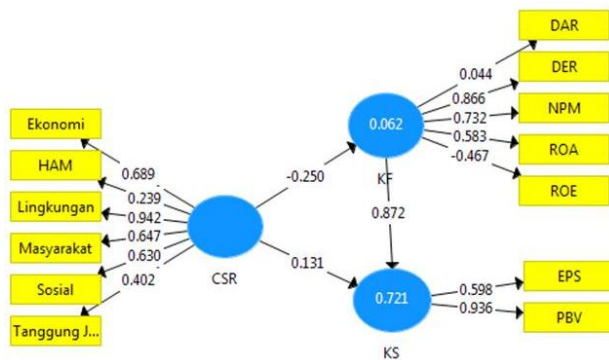 DAR
DER
NPM
ROA
ROE
0.044
0.866
0.732
0.583
-0.467
0.062
KF
Ekonomi
HAM
Lingkungan
Masyarakat
Sosial
Tanggung J...
0.689
0.239
0.942
0.647
0.630
0.402
CSR
-0.250
0.131
0.872
0.721
KS
0.598
0.936
EPS
PBV